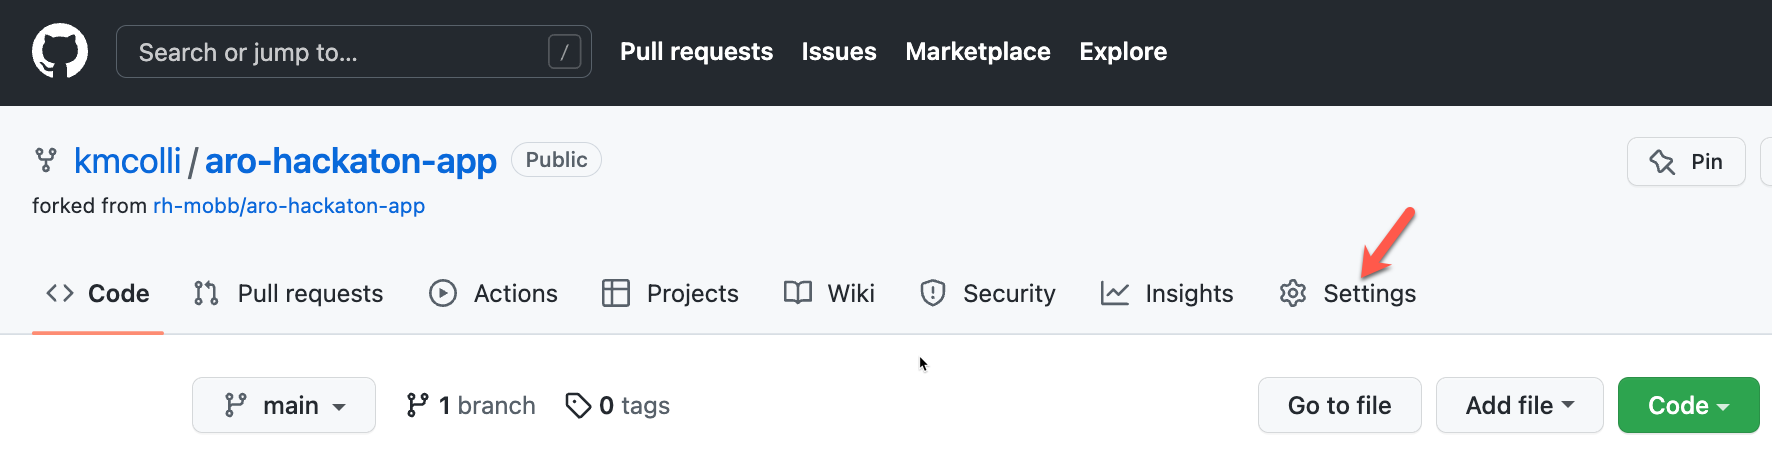 Search or jump to... / Pull requests Issues Marketplace Explore
kmcolli / aro-hackaton-app Public Pin
forked from rh-mobb/aro-hackaton-app
Code Pull requests Actions Projects Wiki Security Insights Settings
main 1 branch 0 tags Go to file Add file Code